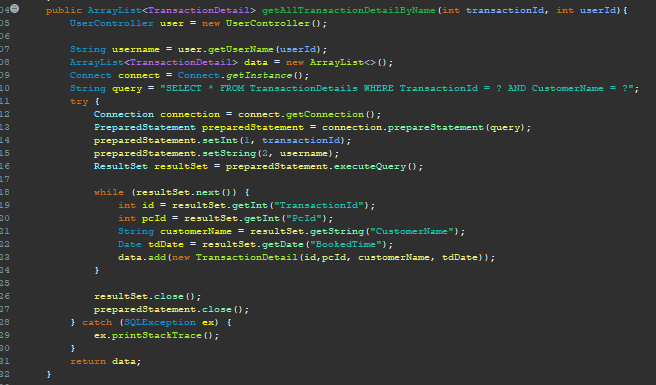 04 public ArrayList<TransactionDetail> getAllTransactionDetailByName(int transactionId, int userId){
05 UserController user = new UserController();
06
07 String username = user.getUserName(userId);
08 ArrayList<TransactionDetail> data = new ArrayList<>();
09 Connect connect = Connect.getInstance();
10 String query = "SELECT * FROM TransactionDetails WHERE TransactionId = ? AND CustomerName = ?";
11 try {
12 Connection connection = connect.getConnection();
13 PreparedStatement preparedStatement = connection.prepareStatement(query);
14 preparedStatement.setInt(1, transactionId);
15 preparedStatement.setString(2, username);
16 ResultSet resultSet = preparedStatement.executeQuery();
17
18 while (resultSet.next()) {
19 int id = resultSet.getInt("TransactionId");
20 int pcId = resultSet.getInt("PcId");
21 String customerName = resultSet.getString("CustomerName");
22 Date tdDate = resultSet.getDate("BookedTime");
23 data.add(new TransactionDetail(id,pcId, customerName, tdDate));
24 }
25
26 resultSet.close();
27 preparedStatement.close();
28 } catch (SQLException ex) {
29 ex.printStackTrace();
30 }
31 return data;
32 }